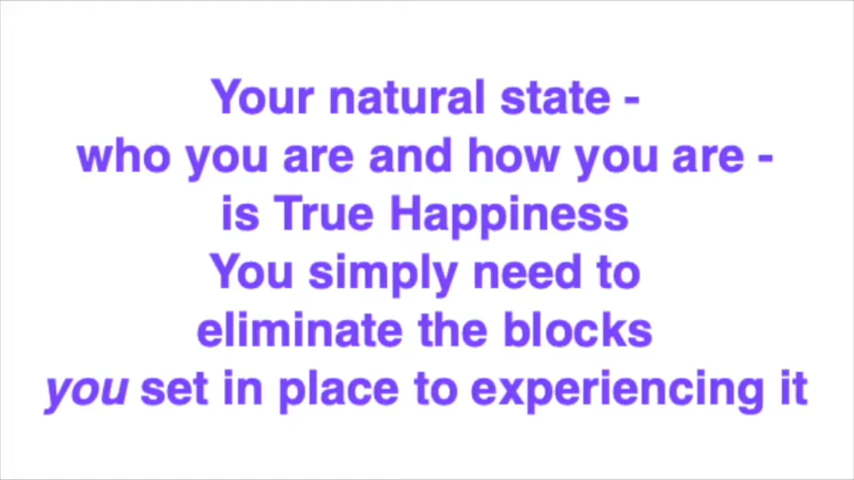 Your natural state -
who you are and how you are -
is True Happiness
You simply need to
eliminate the blocks
you set in place to experiencing it